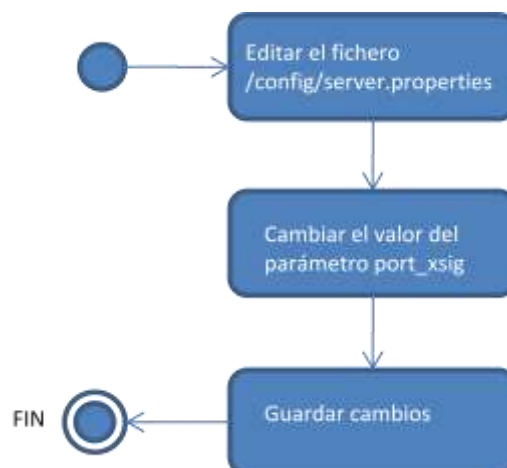 Editar el fichero
/config/server.properties
Cambiar el valor del
parámetro port_xsig
Guardar cambios
FIN